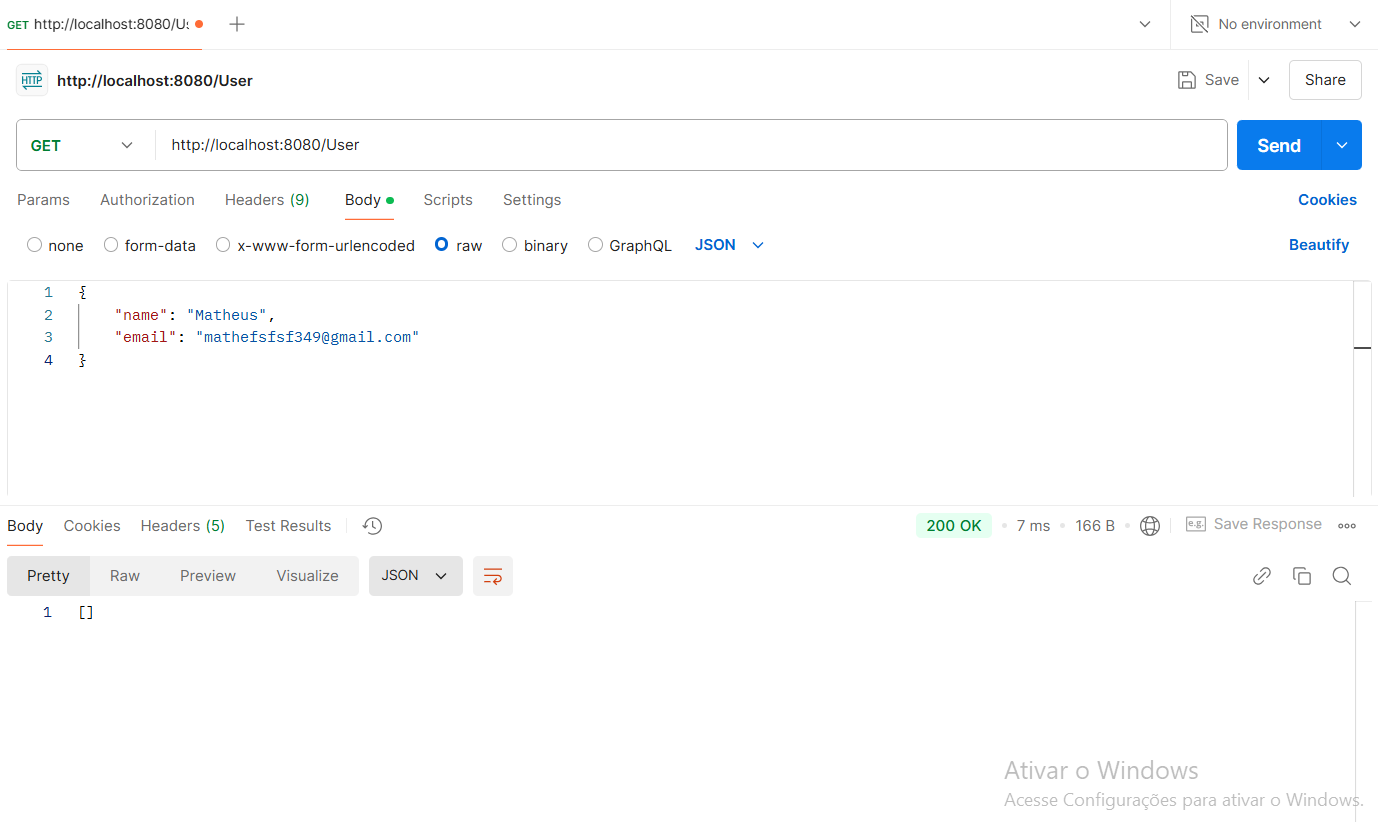 GET http://localhost:8080/Us
No environment
HTTP http://localhost:8080/User
Save
Share
GET http://localhost:8080/User
Send
Params Authorization Headers (9) Body Scripts Settings Cookies
none form-data x-www-form-urlencoded raw binary GraphQL JSON Beautify
1 {
2 "name": "Matheus",
3 "email": "mathefsfsf349@gmail.com"
4 }
Body Cookies Headers (5) Test Results 200 OK 7 ms 166 B e.g. Save Response
Pretty Raw Preview Visualize JSON
1 []
Ativar o Windows
Acesse Configurações para ativar o Windows.